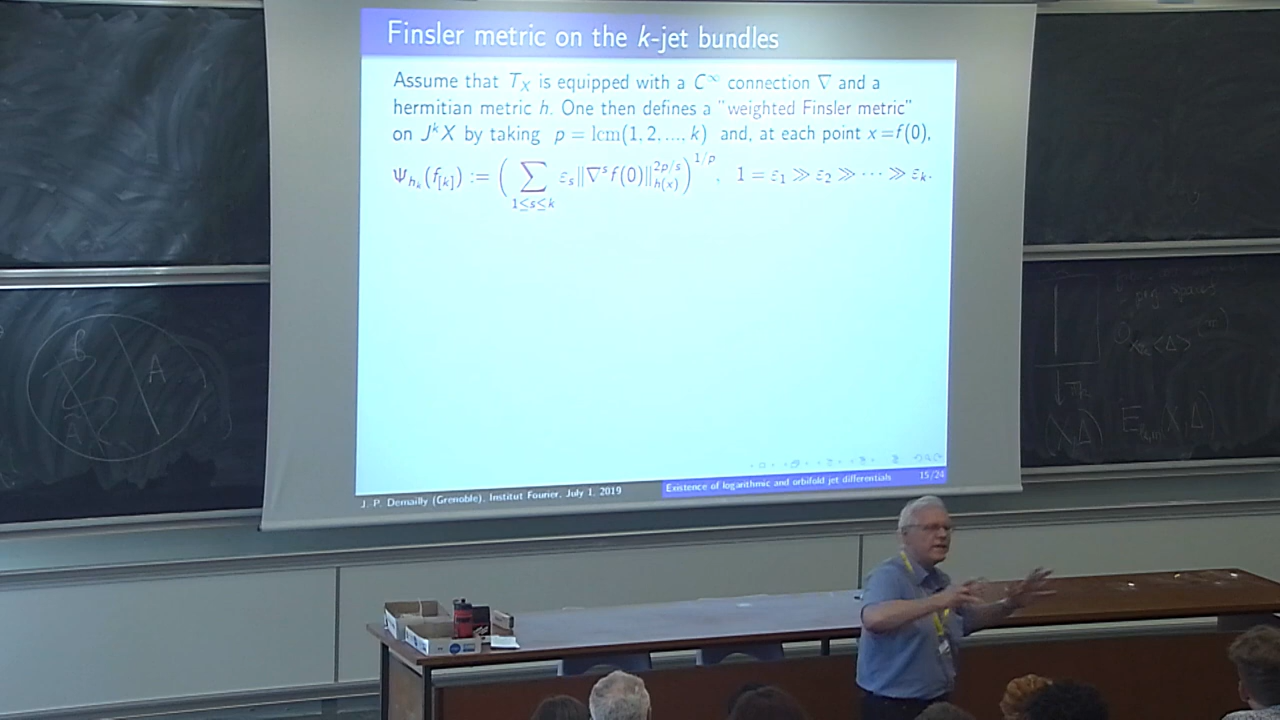 Finsler metric on the k-jet bundles
Assume that T_X is equipped with a C^∞ connection ∇ and a
hermitian metric h. One then defines a "weighted Finsler metric"
on J^k X by taking p = lcm(1, 2, ..., k) and, at each point x = f(0),
Ψ_{h_k}(f_{[k]}) := ( ∑_{1≤s≤k} ε_s ‖∇^s f(0)‖_{h(x)}^{2p/s} )^{1/p}, 1 = ε_1 ≫ ε_2 ≫ ⋯ ≫ ε_k.
J. P. Demailly (Grenoble), Institut Fourier, July 1, 2019
Existence of logarithmic and orbifold jet differentials
15/24
A
(X,Δ)